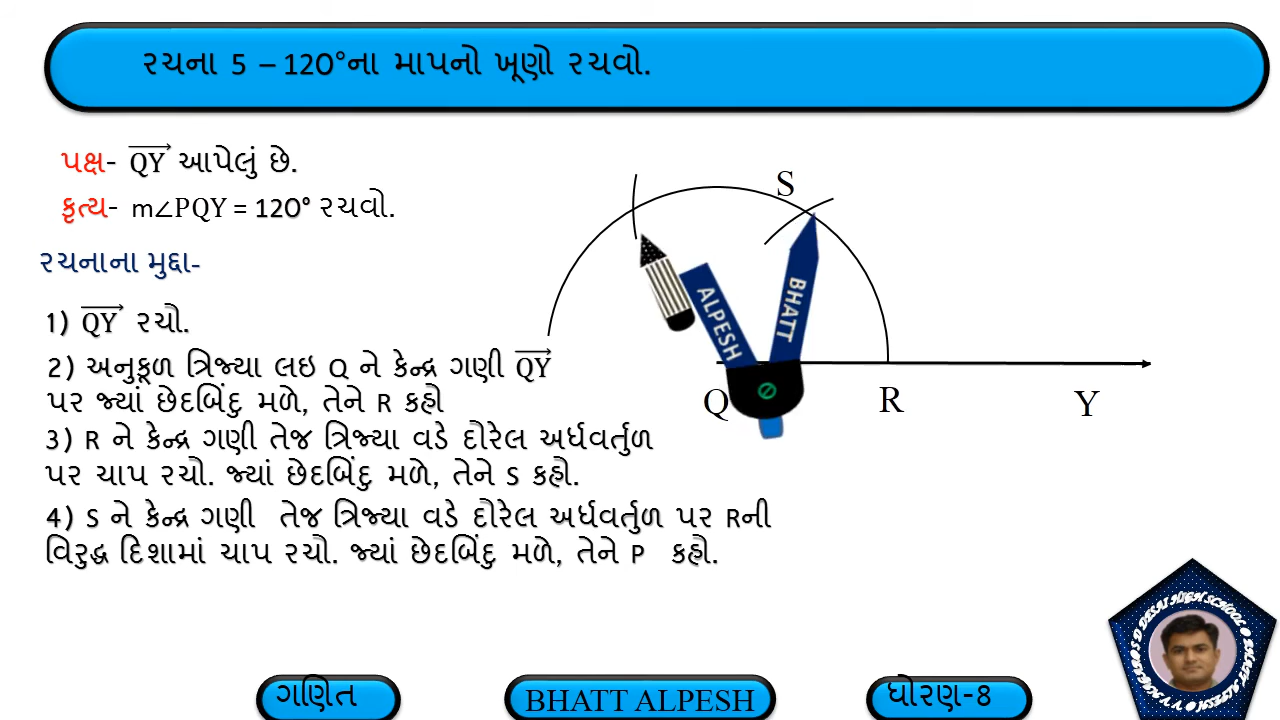 રચના 5 – 120°ના માપનો ખૂણો રચવો.
પક્ષ- QY આપેલું છે.
કૃત્ય- m∠PQY = 120° રચવો.
રચનાના મુદ્દા-
1) QY રચૌ.
2) અનુકૂળ ત્રિજ્યા લઇ Q ને કેન્દ્ર ગણી QY
પર જ્યાં છેદબિંદુ મળે, તેને R કહૌ
3) R ને કેન્દ્ર ગણી તેજ ત્રિજ્યા વડે દૌરેલ અર્ધવર્તુળ
પર ચાપ રચૌ. જ્યાં છેદબિંદુ મળે, તેને S કહૌ.
4) S ને કેન્દ્ર ગણી તેજ ત્રિજ્યા વડે દૌરેલ અર્ધવર્તુળ પર Rની
વિરુદ્ધ દિશામાં ચાપ રચૌ. જ્યાં છેદબિંદુ મળે, તેને P કહૌ.
S
ALPESH
BHATT
Q
R
Y
ગણિત
BHATT ALPESH
ધોરણ-8